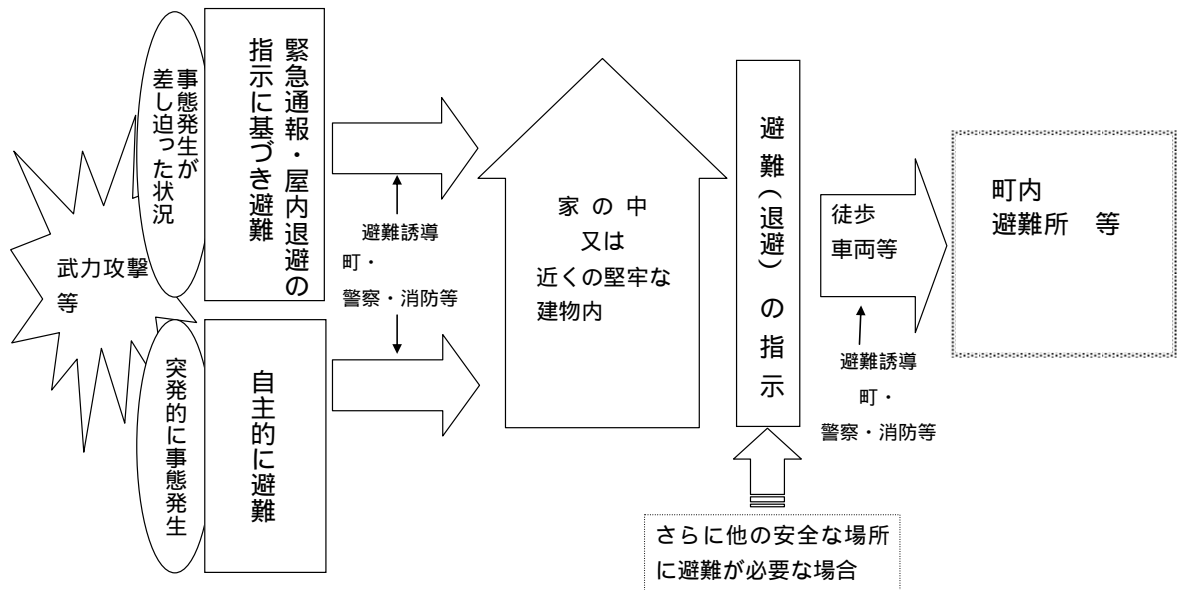 武力攻撃
等
事態発生が
差し迫った状況
緊急通報・屋内退避の
指示に基づき避難
突発的に事態発生
自主的に避難
避難誘導
町・
警察・消防等
家の中
又は
近くの堅牢な
建物内
避難(退避)の指示
さらに他の安全な場所
に避難が必要な場合
徒歩
車両等
避難誘導
町・
警察・消防等
町内
避難所　等